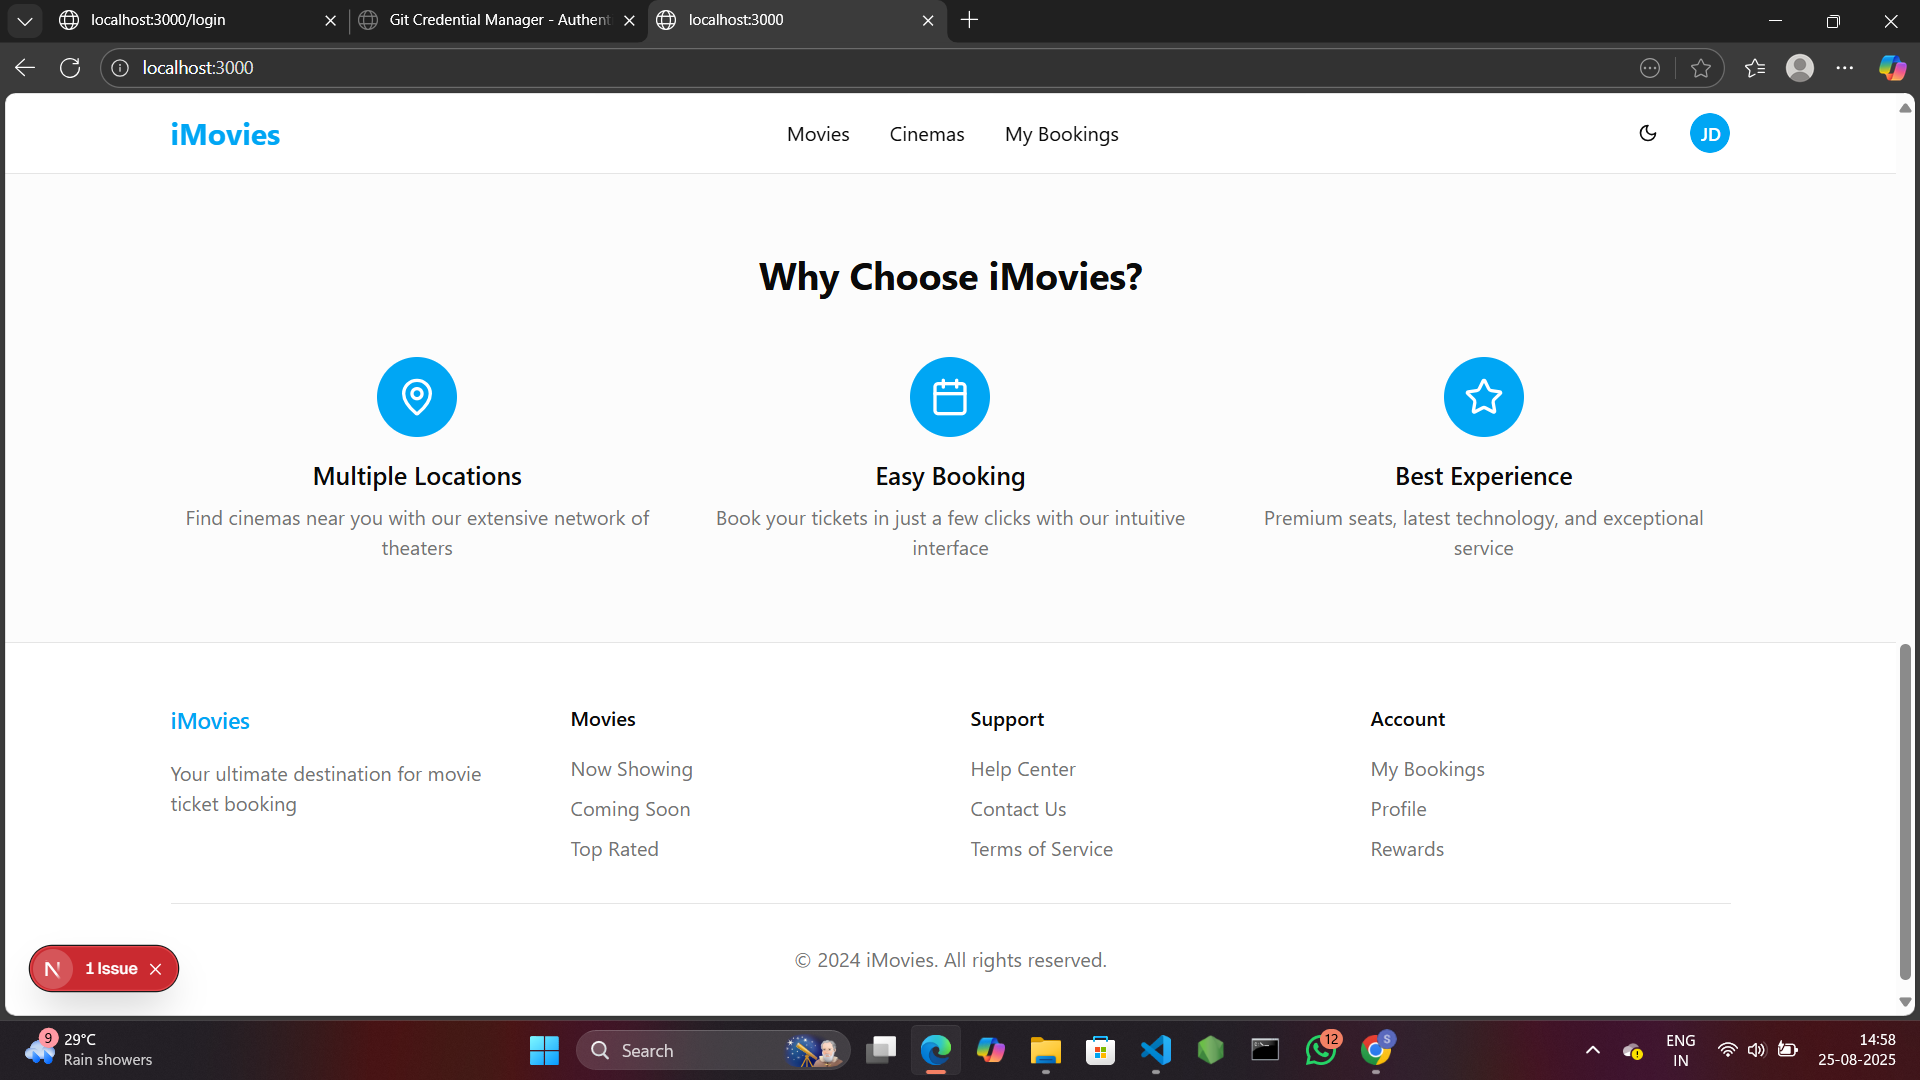 localhost:3000/login
Git Credential Manager - Authent
localhost:3000
localhost:3000
iMovies
Movies
Cinemas
My Bookings
JD
Why Choose iMovies?
Multiple Locations
Find cinemas near you with our extensive network of
theaters
Easy Booking
Book your tickets in just a few clicks with our intuitive
interface
Best Experience
Premium seats, latest technology, and exceptional
service
iMovies
Your ultimate destination for movie
ticket booking
Movies
Now Showing
Coming Soon
Top Rated
Support
Help Center
Contact Us
Terms of Service
Account
My Bookings
Profile
Rewards
© 2024 iMovies. All rights reserved.
N 1 Issue
9
29°C
Rain showers
Search
12
S
ENG
IN
14:58
25-08-2025